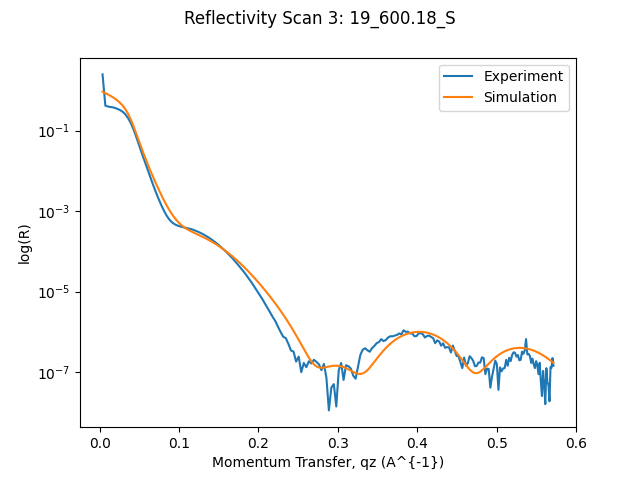 Reflectivity Scan 3: 19_600.18_S
Experiment
Simulation
10^{-1}
10^{-3}
10^{-5}
10^{-7}
log(R)
0.0 0.1 0.2 0.3 0.4 0.5 0.6
Momentum Transfer, qz (A^{-1})